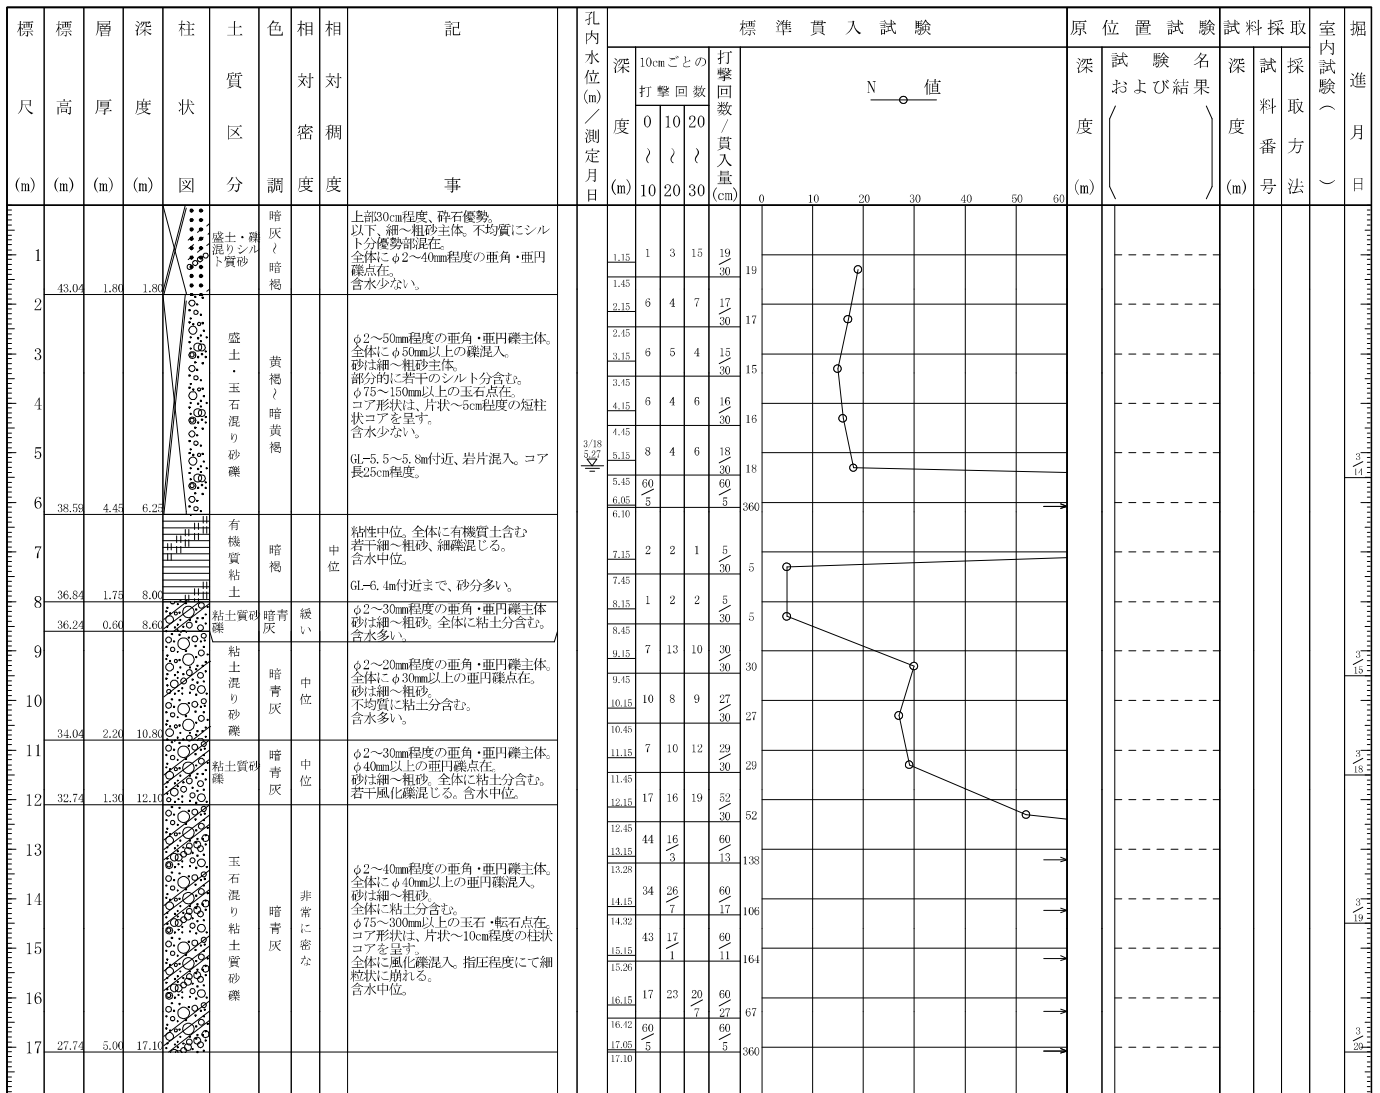 標尺(m)
標高(m)
層厚(m)
深度(m)
柱状図
土質区分
色調
相対密度
相対稠度
記事
孔内水位(m)／測定月日
標準貫入試験
深度(m)
10cmごとの
打撃回数
0～10
10～20
20～30
打撃回数／貫入量(cm)
N 値
0 10 20 30 40 50 60
原位置試験
深度(m)
試験名
および結果
試料採取
深度(m)
試料番号
採取方法
室内試験( )
掘進月日
43.04 1.80 1.80
盛土・礫
混りシル
ト質砂
暗灰～暗褐
上部30cm程度、砕石優勢。
以下、細～粗砂主体。不均質にシル
ト分優勢部混在。
全体にφ2～40mm程度の亜角・亜円
礫点在。
含水少ない。
38.59 4.45 6.25
盛土・玉石混り砂礫
黄褐～暗黄褐
φ2～50mm程度の亜角・亜円礫主体。
全体にφ50mm以上の礫混入。
砂は細～粗砂主体。
部分的に若干のシルト分含む。
φ75～150mm以上の玉石点在。
コア形状は、片状～5cm程度の短柱
状コアを呈す。
含水少ない。
GL-5.5～5.8m付近、岩片混入。コア
長25cm程度。
36.84 1.75 8.00
有機質粘土
暗褐
中位
粘性中位。全体に有機質土含む
若干細～粗砂、細礫混じる。
含水中位。
GL-6.4m付近まで、砂分多い。
36.24 0.60 8.60
粘土質砂
礫
暗青
灰
緩い
φ2～30mm程度の亜角・亜円礫主体
砂は細～粗砂。全体に粘土分含む。
含水多い。
34.04 2.20 10.80
粘土混り砂礫
暗青灰
中位
φ2～20mm程度の亜角・亜円礫主体。
全体にφ30mm以上の亜円礫点在。
砂は細～粗砂。
不均質に粘土分含む。
含水多い。
32.74 1.30 12.10
粘土質砂
礫
暗青灰
中位
φ2～30mm程度の亜角・亜円礫主体。
φ40mm以上の亜円礫点在。
砂は細～粗砂。全体に粘土分含む。
若干風化礫混じる。含水中位。
27.74 5.00 17.10
玉石混り粘土質砂礫
暗青灰
非常に密な
φ2～40mm程度の亜角・亜円礫主体。
全体にφ40mm以上の亜円礫混入。
砂は細～粗砂。
全体に粘土分含む。
φ75～300mm以上の玉石・転石点在。
コア形状は、片状～10cm程度の柱状
コアを呈す。
全体に風化礫混入。指圧程度にて細
粒状に崩れる。
含水中位。
1
2
3
4
5
6
7
8
9
10
11
12
13
14
15
16
17
3/18
5.27
1.15 1 3 15 19/30 19
1.45
2.15 6 4 7 17/30 17
2.45
3.15 6 5 4 15/30 15
3.45
4.15 6 4 6 16/30 16
4.45
5.15 8 4 6 18/30 18
5.45
6.05 60/5 60/5 360
6.10
7.15 2 2 1 5/30 5
7.45
8.15 1 2 2 5/30 5
8.45
9.15 7 13 10 30/30 30
9.45
10.15 10 8 9 27/30 27
10.45
11.15 7 10 12 29/30 29
11.45
12.15 17 16 19 52/30 52
12.45
13.15 44 16/3 60/13 138
13.28
14.15 34 26/7 60/17 106
14.32
15.15 43 17/1 60/11 164
15.26
16.15 17 23 20/7 60/27 67
16.42
17.05 60/5 60/5 360
17.10
3/14
3/15
3/18
3/19
3/20